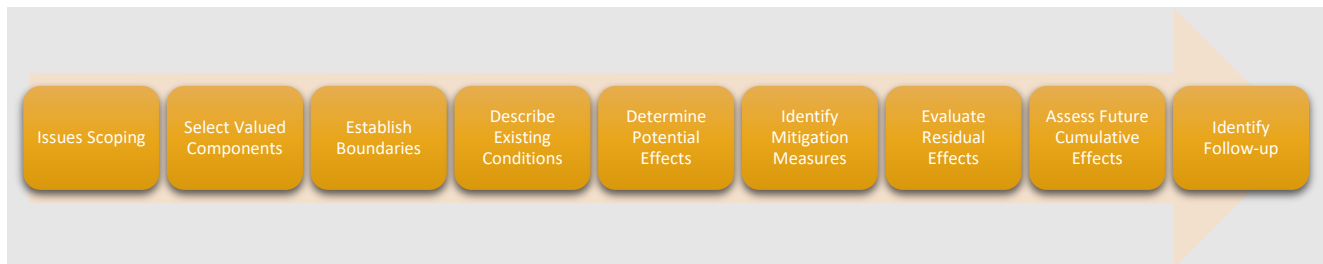 Issues Scoping
Select Valued
Components
Establish
Boundaries
Describe
Existing
Conditions
Determine
Potential
Effects
Identify
Mitigation
Measures
Evaluate
Residual
Effects
Assess Future
Cumulative
Effects
Identify
Follow-up